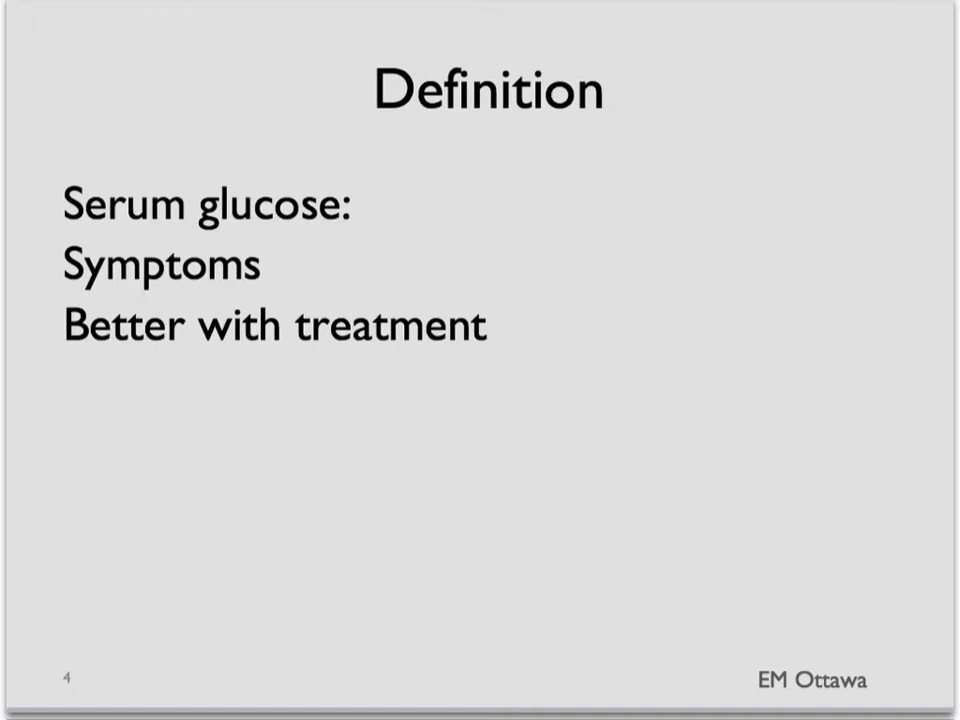 Definition
Serum glucose:
Symptoms
Better with treatment
4
EM Ottawa